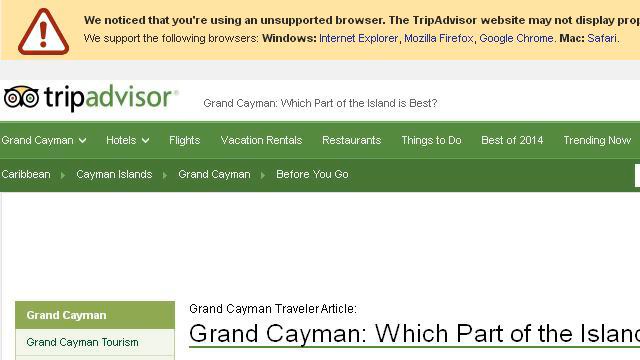 We noticed that you're using an unsupported browser. The TripAdvisor website may not display
We support the following browsers: Windows: Internet Explorer, Mozilla Firefox, Google Chrome. Mac: Safari.
tripadvisor®
Grand Cayman: Which Part of the Island is Best?
Grand Cayman Hotels Flights Vacation Rentals Restaurants Things to Do Best of 2014 Trending Now
Caribbean Cayman Islands Grand Cayman Before You Go
Grand Cayman
Grand Cayman Traveler Article:
Grand Cayman: Which Part of the
Grand Cayman Tourism